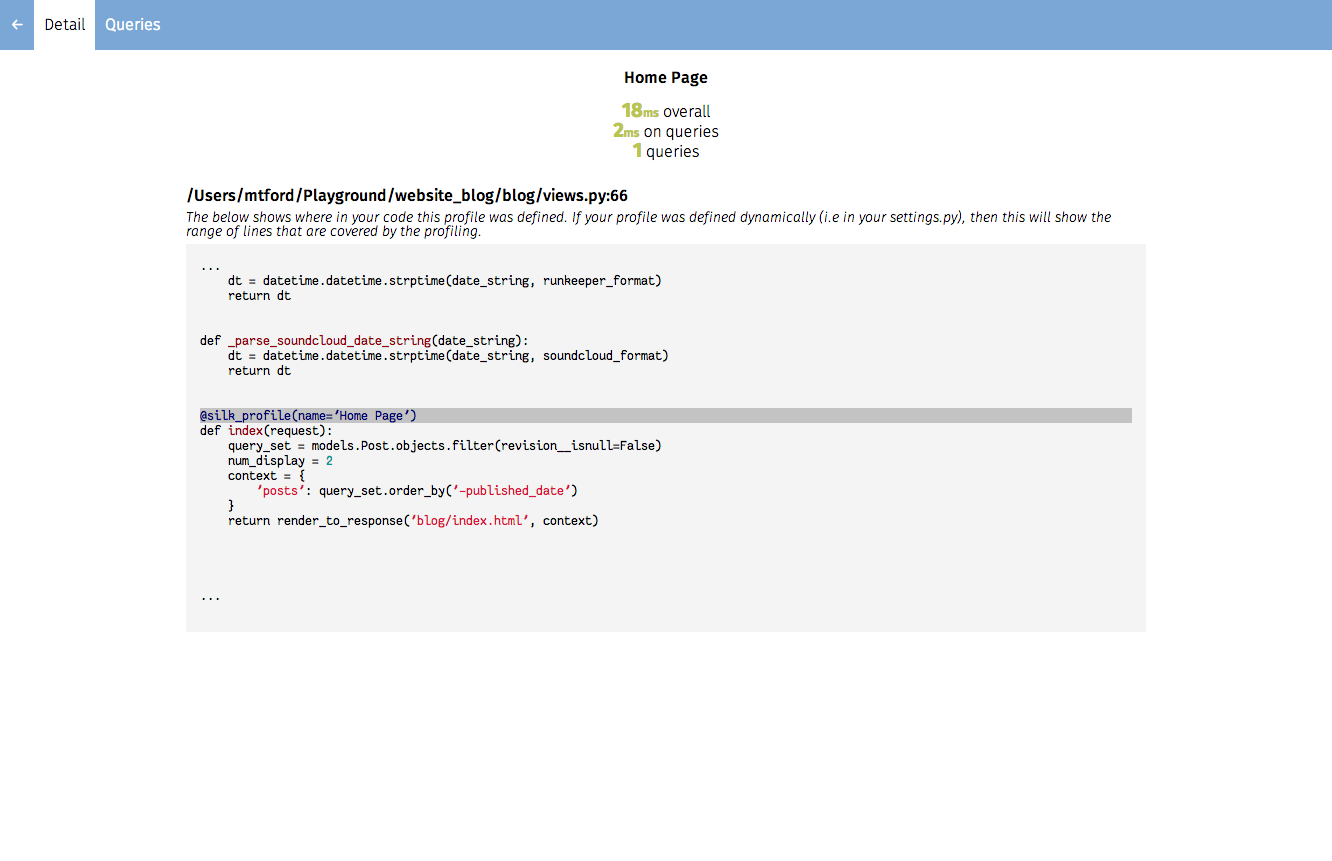 ← Detail Queries
Home Page
18ms overall
2ms on queries
1 queries
/Users/mtford/Playground/website_blog/blog/views.py:66
The below shows where in your code this profile was defined. If your profile was defined dynamically (i.e in your settings.py), then this will show the
range of lines that are covered by the profiling.
...
    dt = datetime.datetime.strptime(date_string, runkeeper_format)
    return dt
def _parse_soundcloud_date_string(date_string):
    dt = datetime.datetime.strptime(date_string, soundcloud_format)
    return dt
@silk_profile(name='Home Page')
def index(request):
    query_set = models.Post.objects.filter(revision__isnull=False)
    num_display = 2
    context = {
        'posts': query_set.order_by('-published_date')
    }
    return render_to_response('blog/index.html', context)
...